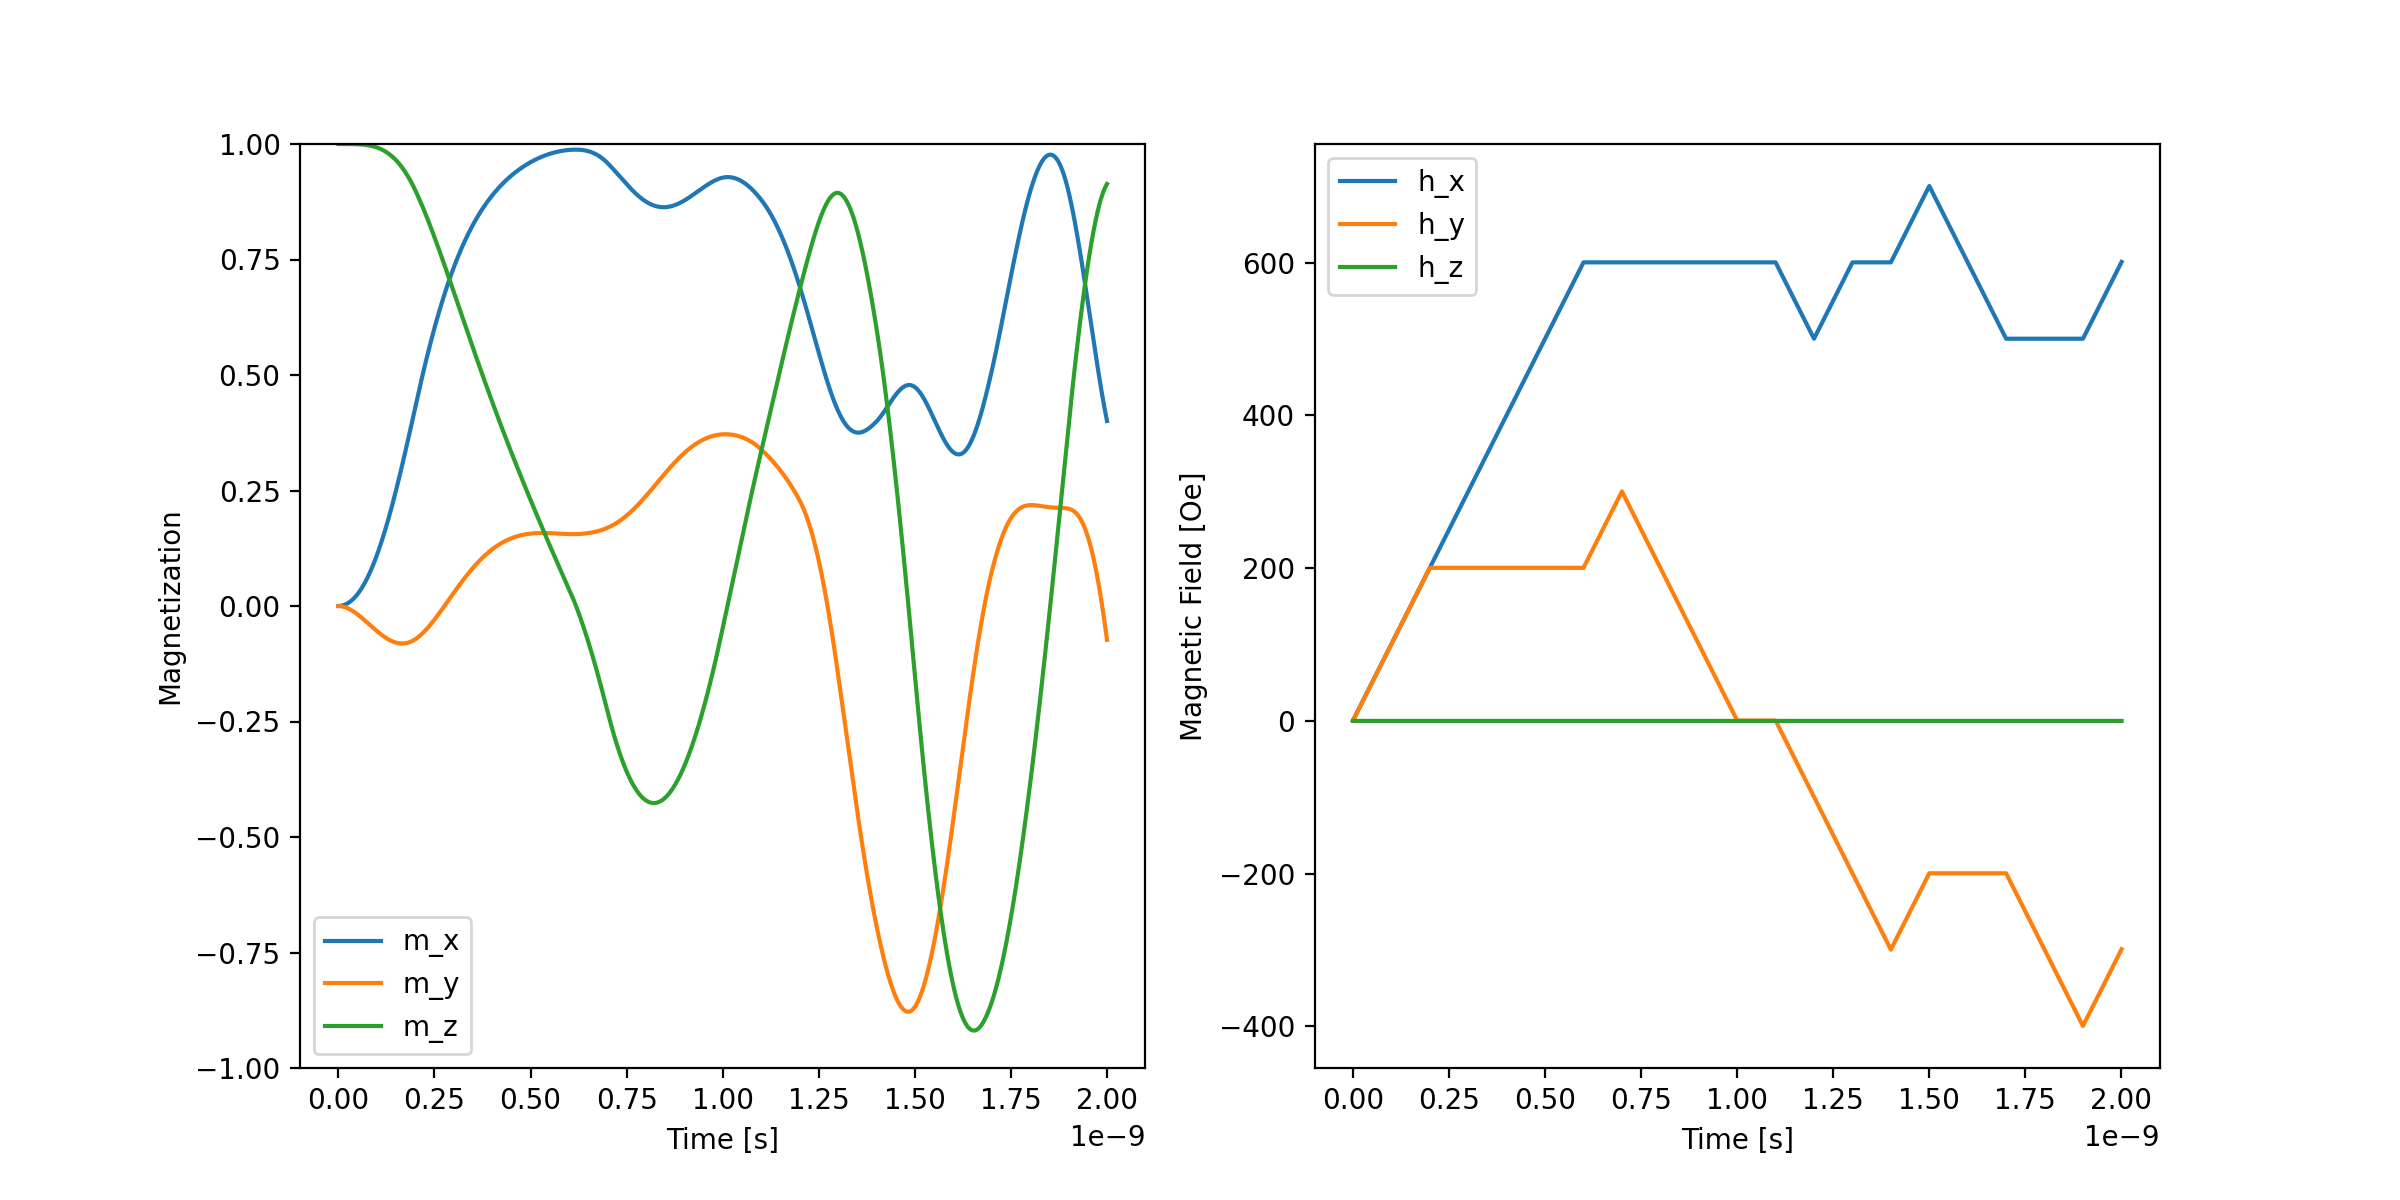 1.00
0.75
0.50
0.25
0.00
−0.25
−0.50
−0.75
−1.00
Magnetization
m_x
m_y
m_z
0.00 0.25 0.50 0.75 1.00 1.25 1.50 1.75 2.00
Time [s]
1e−9
600
400
200
0
−200
−400
Magnetic Field [Oe]
h_x
h_y
h_z
0.00 0.25 0.50 0.75 1.00 1.25 1.50 1.75 2.00
Time [s]
1e−9